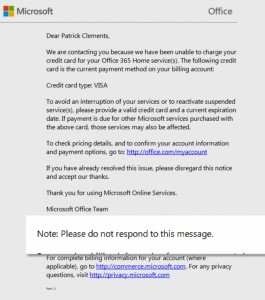 Microsoft Office
Dear Patrick Clements,
We are contacting you because we have been unable to charge your
credit card for your Office 365 Home service(s). The following credit
card is the current payment method on your billing account:
Credit card type: VISA
To avoid an interruption of your services or to reactivate suspended
service(s), please provide a valid credit card and a current expiration
date. If payment is due for other Microsoft services purchased with
the above card, those services may also be affected.
To check pricing details, and to confirm your account information
and payment options, go to: http://office.com/myaccount
If you have already resolved this issue, please disregard this notice
and accept our thanks.
Thank you for using Microsoft Online Services.
Microsoft Office Team
Note: Please do not respond to this message.
For complete billing information for your account (where
applicable), go to http://commerce.microsoft.com. For any privacy
questions, visit http://privacy.microsoft.com